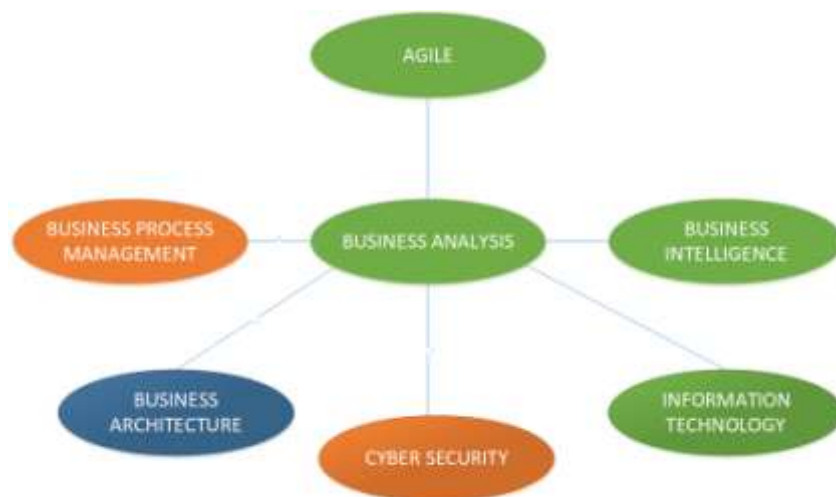 AGILE
BUSINESS PROCESS
MANAGEMENT
BUSINESS ANALYSIS
BUSINESS
INTELLIGENCE
BUSINESS
ARCHITECTURE
CYBER SECURITY
INFORMATION
TECHNOLOGY